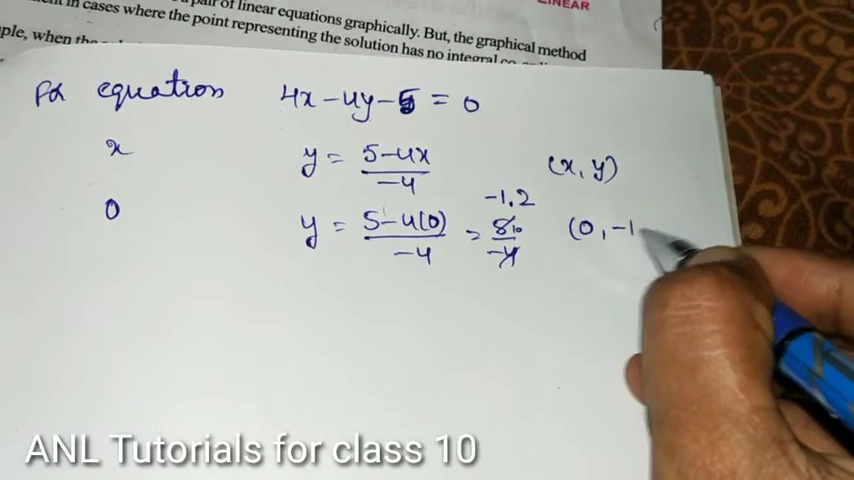 LINEAR
pair of linear equations graphically. But, the graphical method
in cases where the point representing the solution has no integral
ple, when the
For equation 4x-4y-5 = 0
x y = 5-4x/-4 (x, y)
-1.2
0 y = 5-4(0)/-4 = 5/-4 (0, -1
ANL Tutorials for class 10